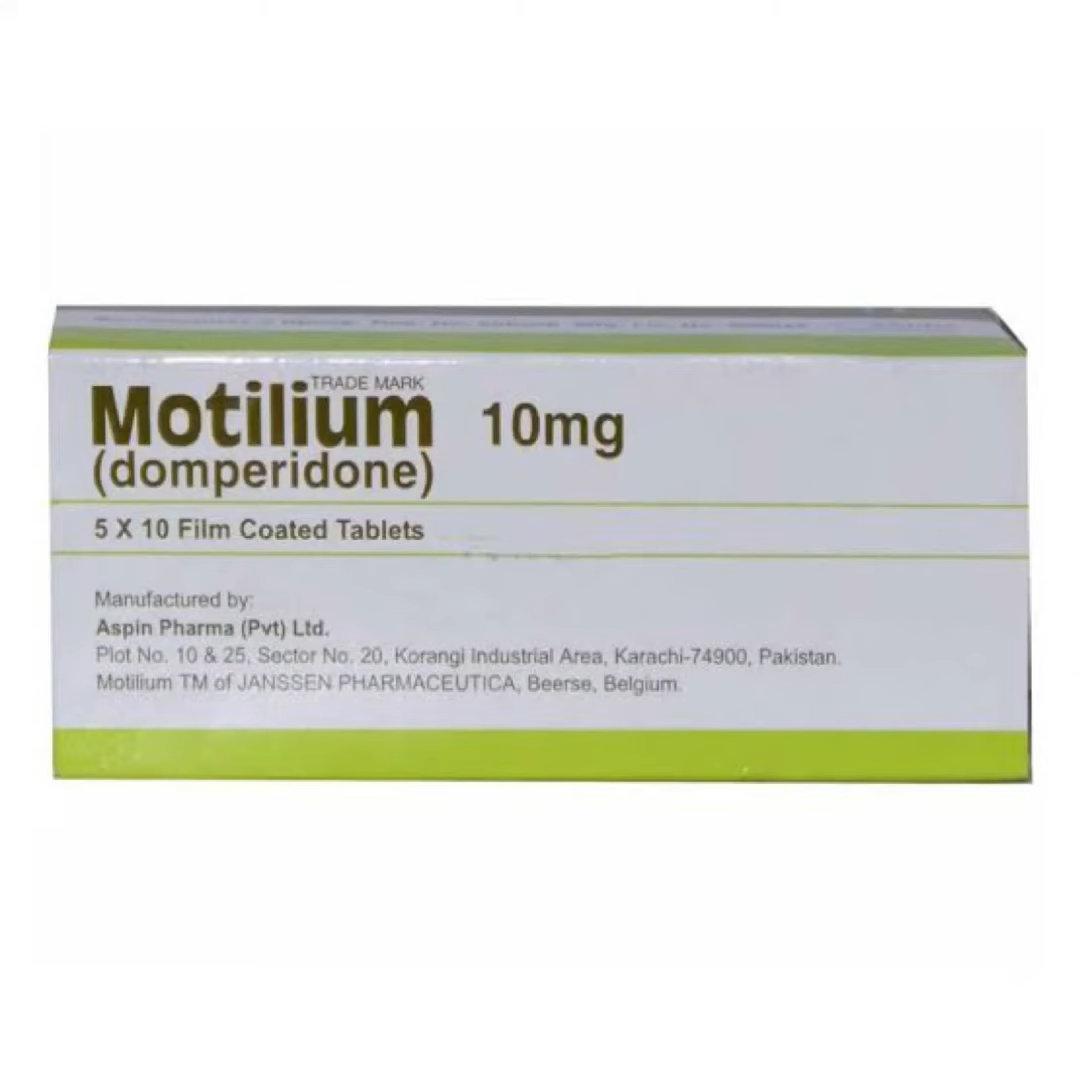 TRADE MARK
Motilium 10mg
(domperidone)
5 X 10 Film Coated Tablets
Manufactured by:
Aspin Pharma (Pvt) Ltd.
Plot No. 10 & 25, Sector No. 20, Korangi Industrial Area, Karachi-74900, Pakistan.
Motilium TM of JANSSEN PHARMACEUTICA, Beerse, Belgium.